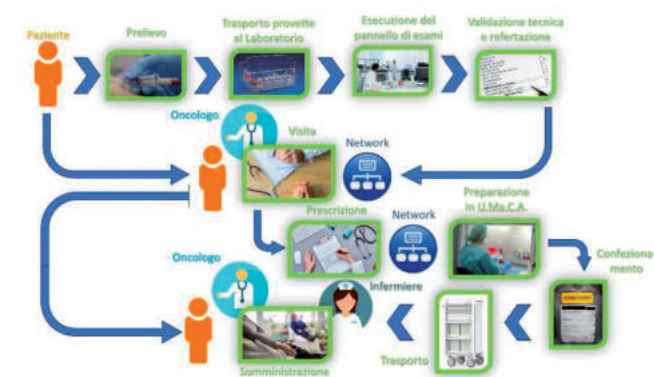 Paziente
Prelievo
Trasporto provette
al Laboratorio
Esecuzione del
pannello di esami
Validazione tecnica
e refertazione
Oncologo
Visita
Network
Prescrizione
Network
Preparazione
in U.Ma.C.A.
Confeziona
mento
Oncologo
Infermiere
Somministrazione
Trasporto